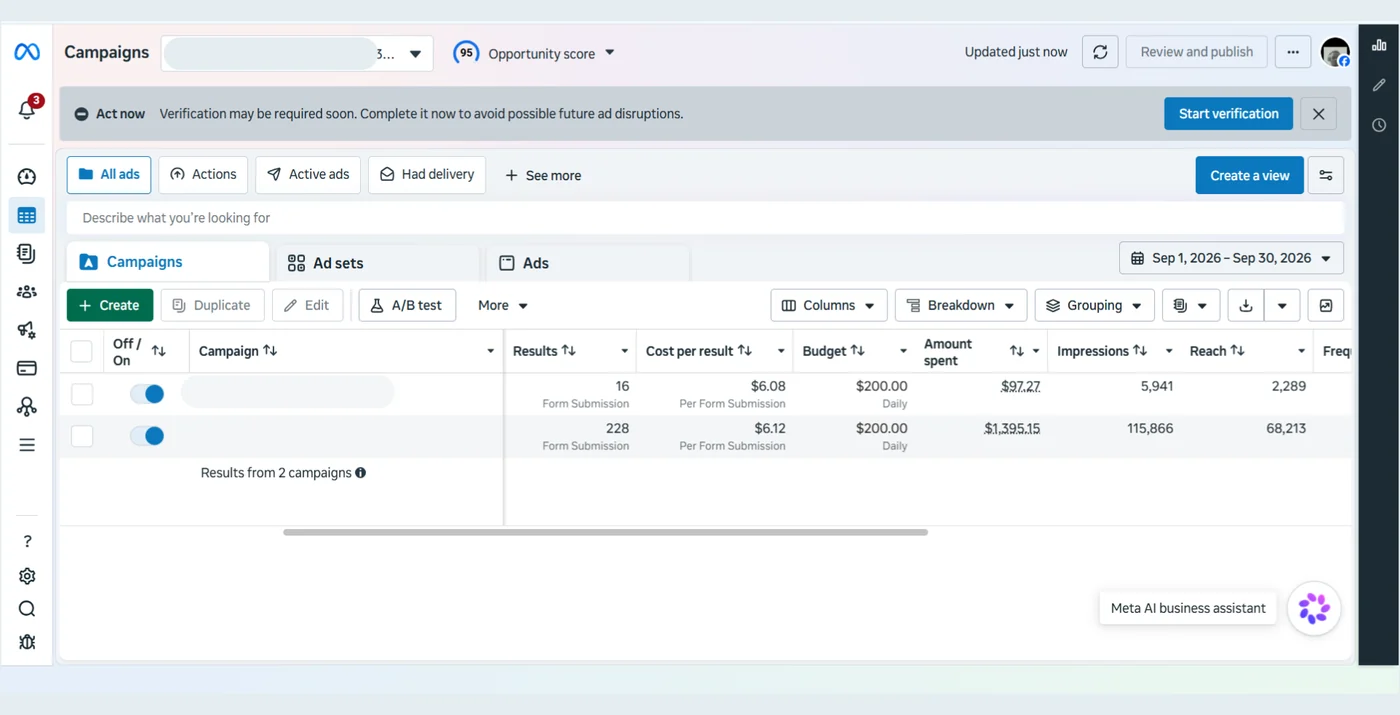 Campaigns
3...
95
Opportunity score
Updated just now
Review and publish
3
Act now Verification may be required soon. Complete it now to avoid possible future ad disruptions.
Start verification
All ads
Actions
Active ads
Had delivery
+ See more
Create a view
Describe what you're looking for
Campaigns
Ad sets
Ads
Sep 1, 2026 – Sep 30, 2026
+ Create
Duplicate
Edit
A/B test
More
Columns
Breakdown
Grouping
Off / On
Campaign
Results
Cost per result
Budget
Amount spent
Impressions
Reach
Freq
16 $6.08 $200.00 $97.27 5,941 2,289
Form Submission Per Form Submission Daily
228 $6.12 $200.00 $1,395.15 115,866 68,213
Form Submission Per Form Submission Daily
Results from 2 campaigns
Meta AI business assistant